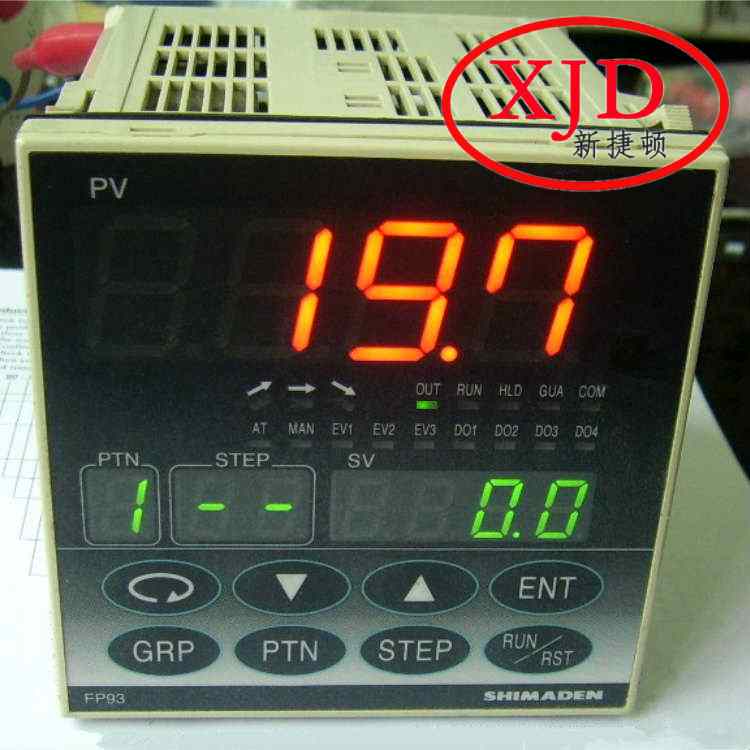 XJD
新捷顿
PV
19.7
OUT RUN HLD GUA COM
AT MAN EV1 EV2 EV3 DO1 DO2 DO3 DO4
PTN STEP SV
1 -- 0.0
ENT
GRP PTN STEP RUN/RST
FP93 SHIMADEN